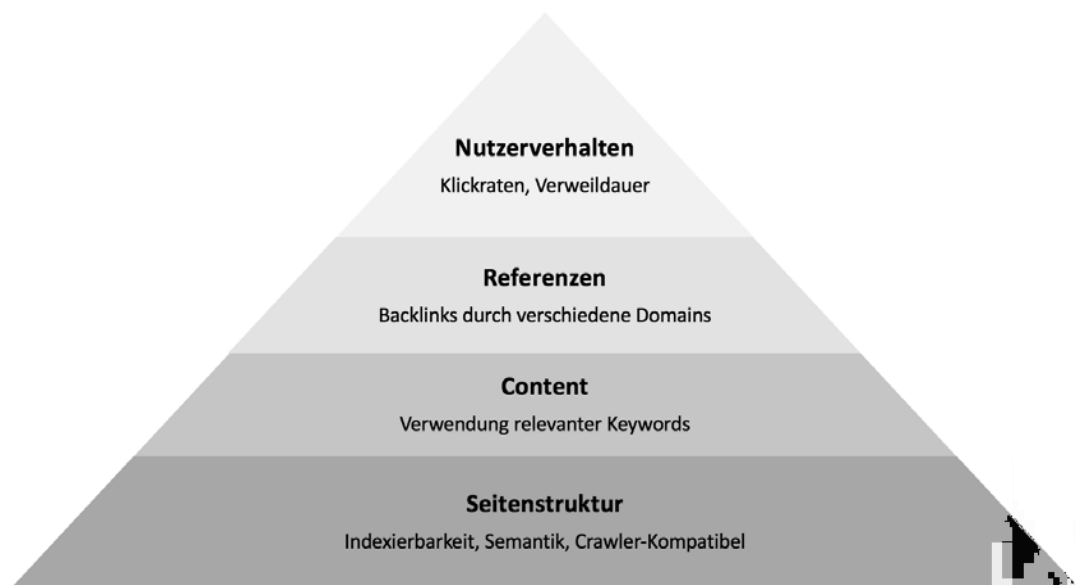 Nutzerverhalten
Klickraten, Verweildauer
Referenzen
Backlinks durch verschiedene Domains
Content
Verwendung relevanter Keywords
Seitenstruktur
Indexierbarkeit, Semantik, Crawler-Kompatibel